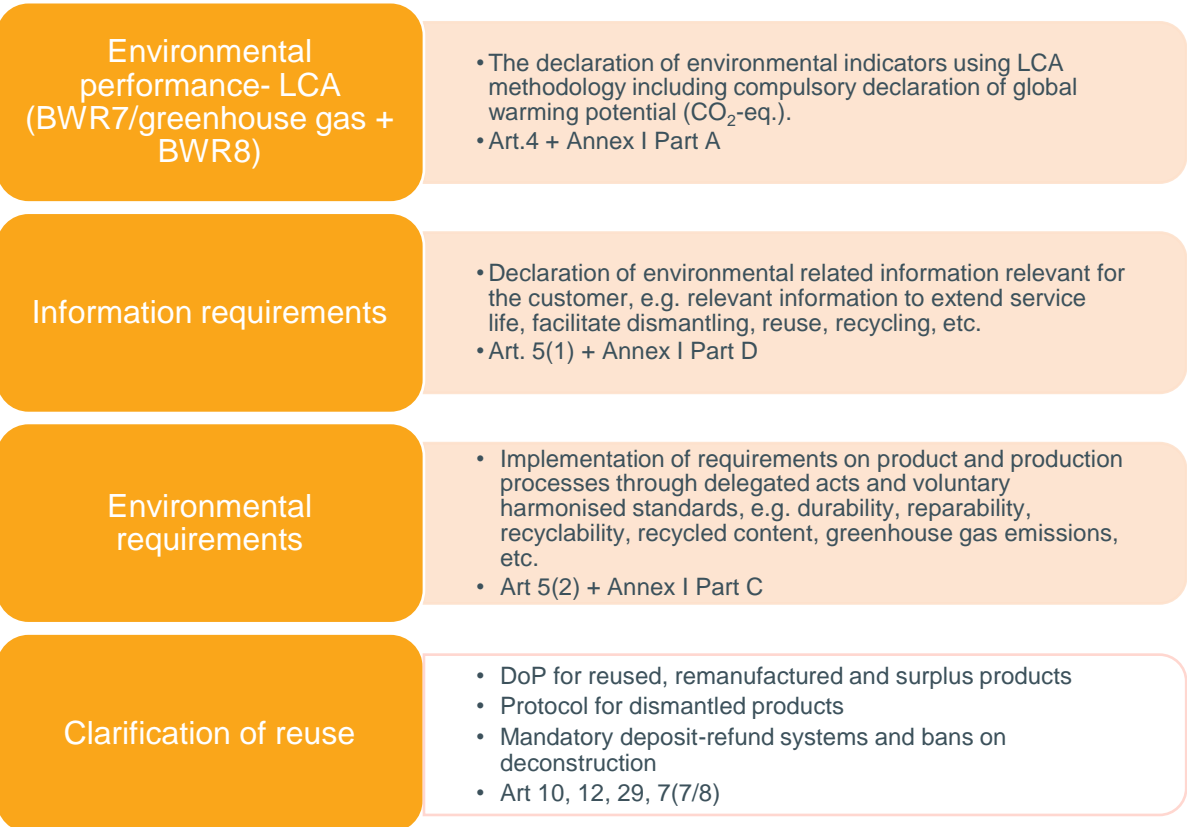 Environmental
performance- LCA
(BWR7/greenhouse gas +
BWR8)
• The declaration of environmental indicators using LCA
methodology including compulsory declaration of global
warming potential (CO₂-eq.).
• Art.4 + Annex I Part A
Information requirements
• Declaration of environmental related information relevant for
the customer, e.g. relevant information to extend service
life, facilitate dismantling, reuse, recycling, etc.
• Art. 5(1) + Annex I Part D
Environmental
requirements
• Implementation of requirements on product and production
processes through delegated acts and voluntary
harmonised standards, e.g. durability, reparability,
recyclability, recycled content, greenhouse gas emissions,
etc.
• Art 5(2) + Annex I Part C
Clarification of reuse
• DoP for reused, remanufactured and surplus products
• Protocol for dismantled products
• Mandatory deposit-refund systems and bans on
deconstruction
• Art 10, 12, 29, 7(7/8)